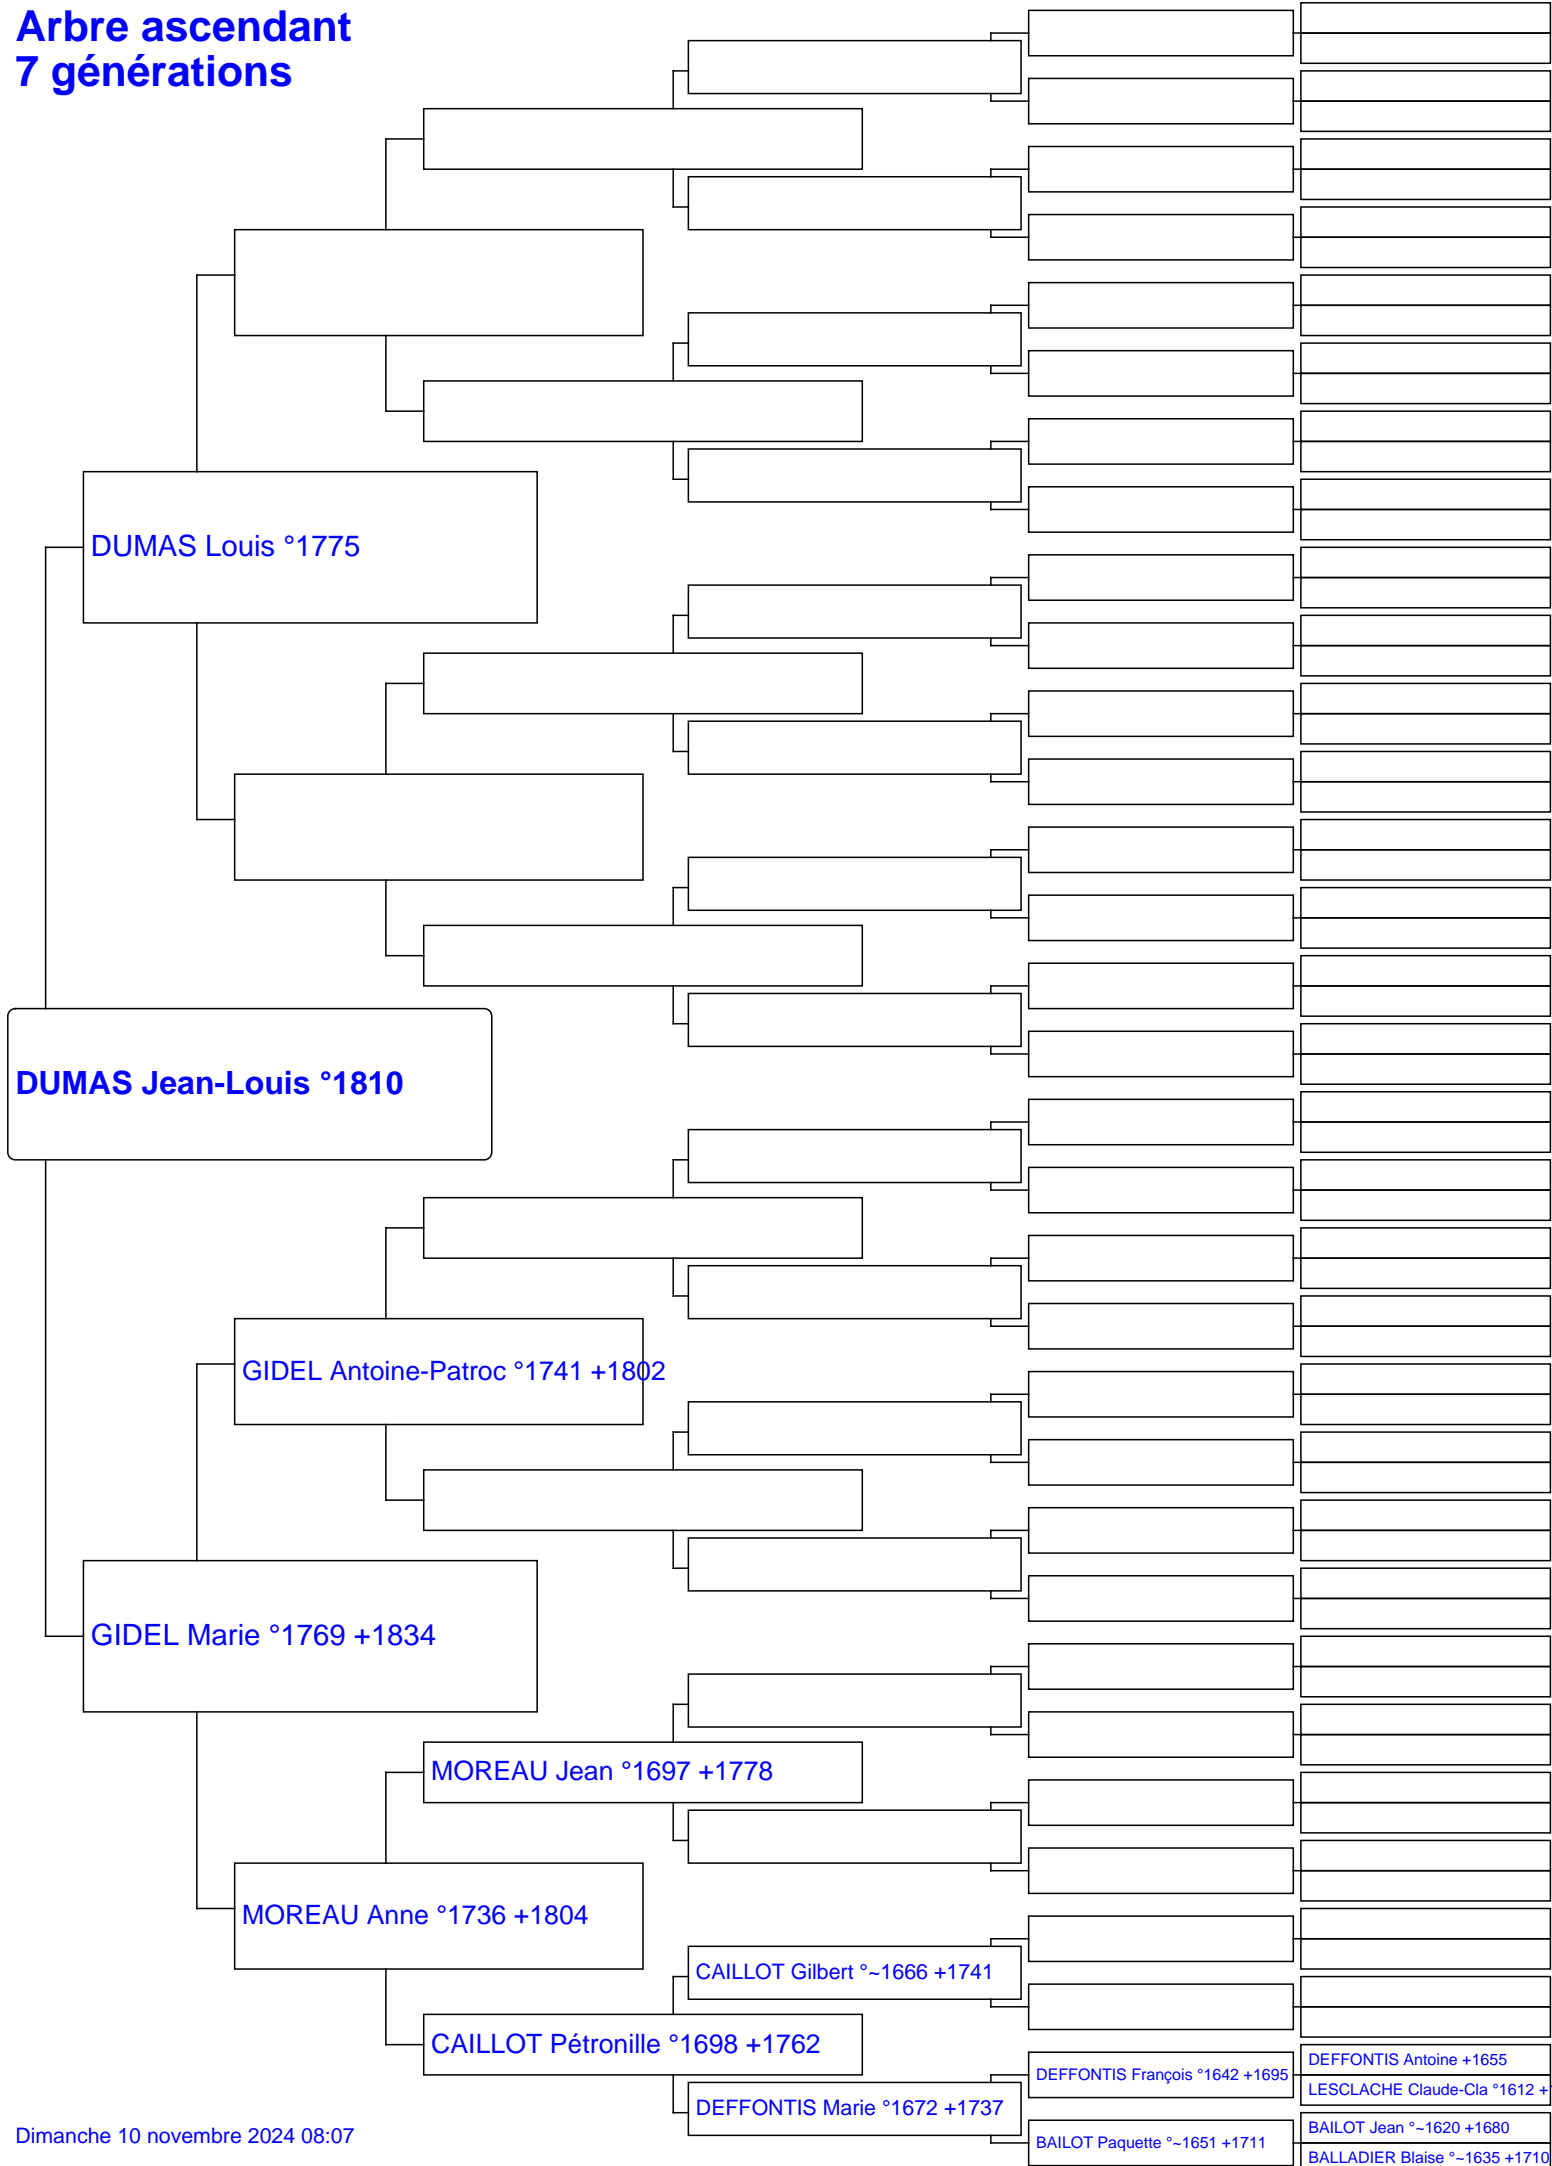 Arbre ascendant
7 générations
DUMAS Louis °1775
DUMAS Jean-Louis °1810
GIDEL Antoine-Patroc °1741 +1802
GIDEL Marie °1769 +1834
MOREAU Jean °1697 +1778
MOREAU Anne °1736 +1804
CAILLOT Gilbert °~1666 +1741
CAILLOT Pétronille °1698 +1762
DEFFONTIS Antoine +1655
DEFFONTIS François °1642 +1695
LESCLACHE Claude-Cla °1612 +
DEFFONTIS Marie °1672 +1737
BAILOT Jean °~1620 +1680
BAILOT Paquette °~1651 +1711
BALLADIER Blaise °~1635 +1710
Dimanche 10 novembre 2024 08:07